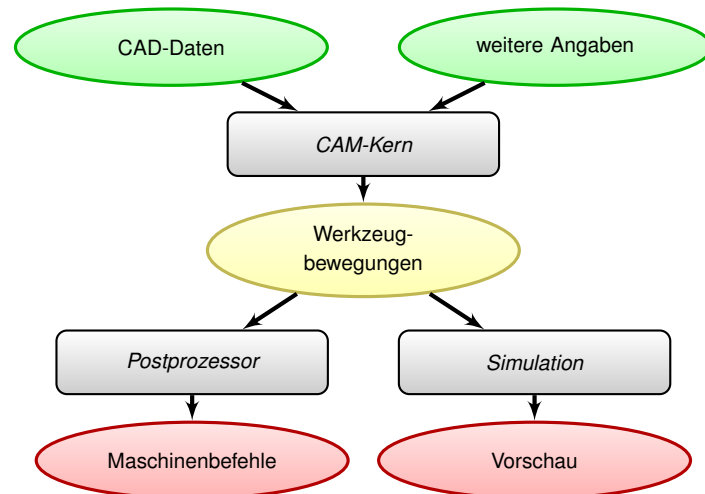 CAD-Daten
weitere Angaben
CAM-Kern
Werkzeug-
bewegungen
Postprozessor
Simulation
Maschinenbefehle
Vorschau